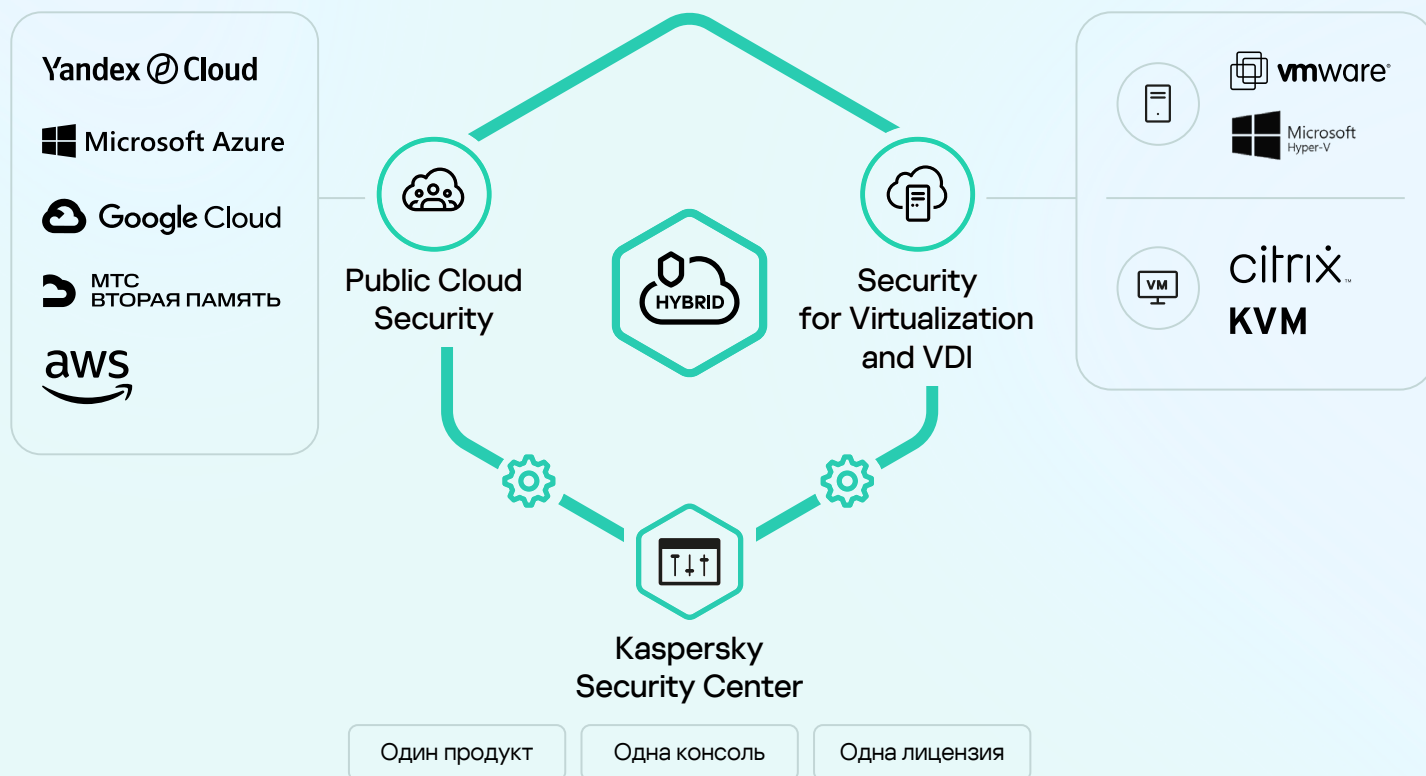 Yandex Cloud
Microsoft Azure
Google Cloud
МТС
ВТОРАЯ ПАМЯТЬ
aws
Public Cloud
Security
HYBRID
Security
for Virtualization
and VDI
vmware®
Microsoft
Hyper-V
VM
citrix™
KVM
Kaspersky
Security Center
Один продукт
Одна консоль
Одна лицензия